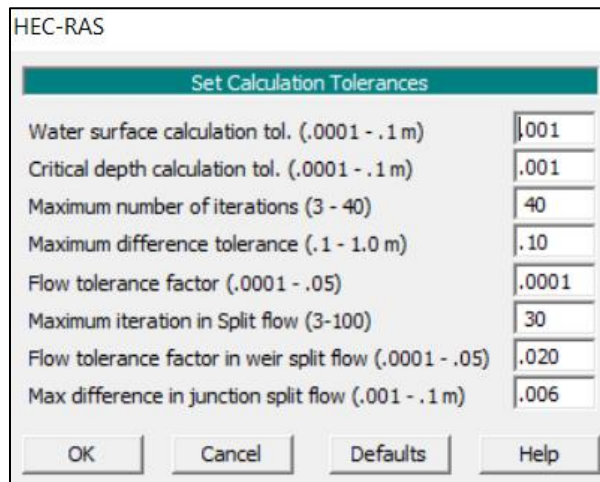 HEC-RAS
Set Calculation Tolerances
Water surface calculation tol. (.0001 - .1 m) .001
Critical depth calculation tol. (.0001 - .1 m) .001
Maximum number of iterations (3 - 40) 40
Maximum difference tolerance (.1 - 1.0 m) .10
Flow tolerance factor (.0001 - .05) .0001
Maximum iteration in Split flow (3-100) 30
Flow tolerance factor in weir split flow (.0001 - .05) .020
Max difference in junction split flow (.001 - .1 m) .006
OK Cancel Defaults Help